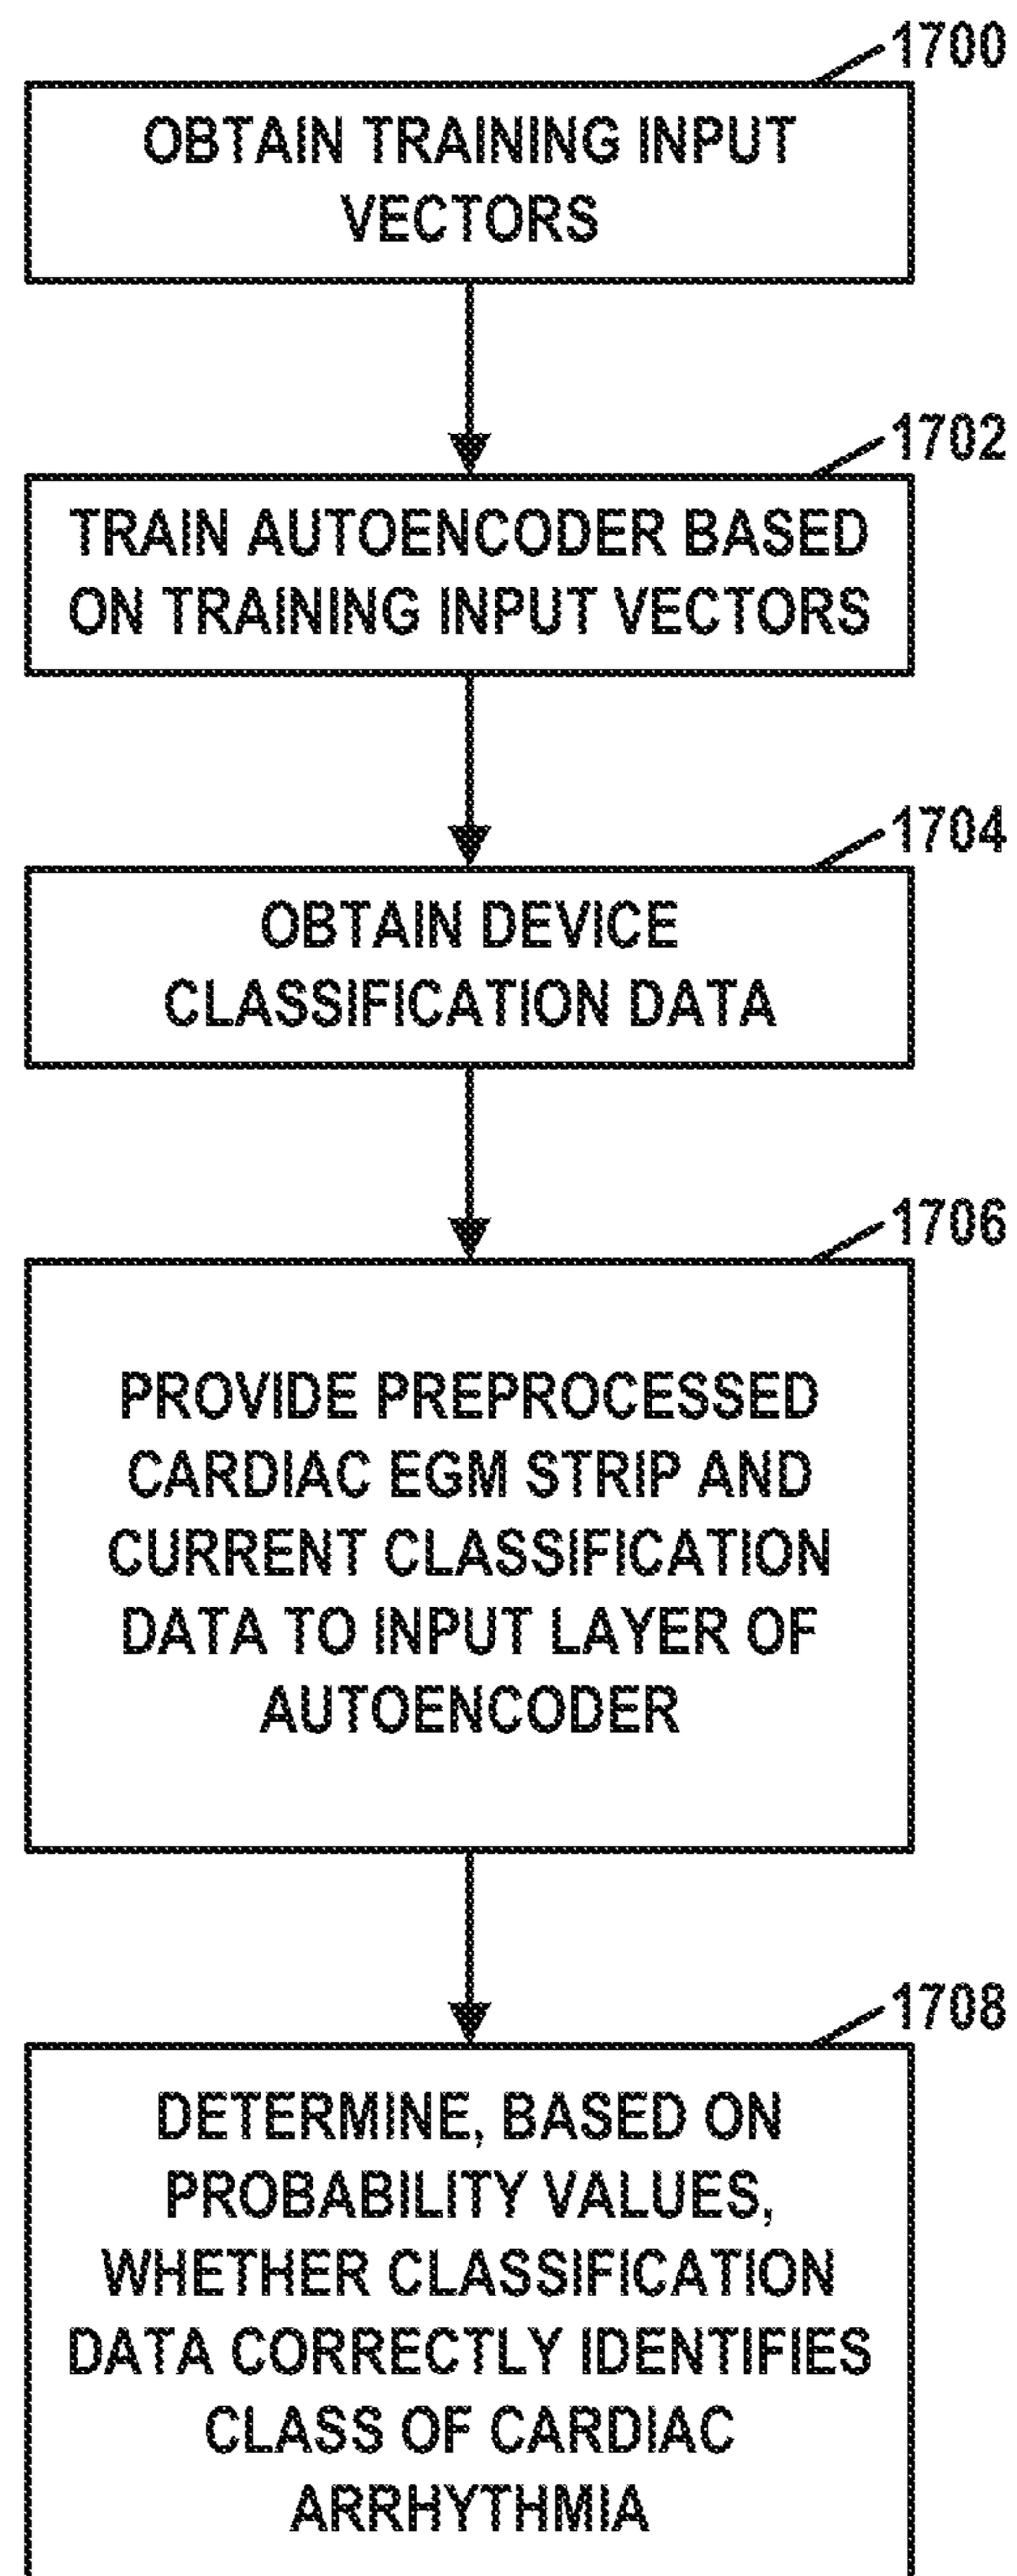 1700
OBTAIN TRAINING INPUT
VECTORS
1702
TRAIN AUTOENCODER BASED
ON TRAINING INPUT VECTORS
1704
OBTAIN DEVICE
CLASSIFICATION DATA
1706
PROVIDE PREPROCESSED
CARDIAC EGM STRIP AND
CURRENT CLASSIFICATION
DATA TO INPUT LAYER OF
AUTOENCODER
1708
DETERMINE, BASED ON
PROBABILITY VALUES,
WHETHER CLASSIFICATION
DATA CORRECTLY IDENTIFIES
CLASS OF CARDIAC
ARRHYTHMIA